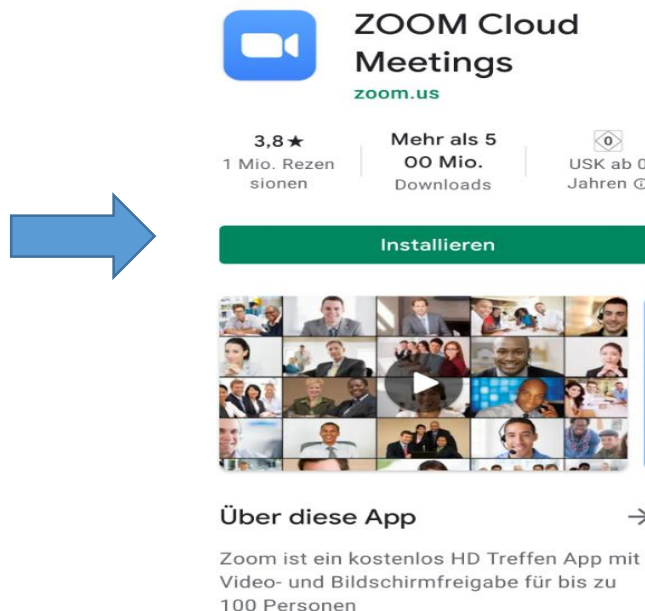 ZOOM Cloud
Meetings
zoom.us
3,8★
1 Mio. Rezen
sionen
Mehr als 5
00 Mio.
Downloads
0
USK ab 0
Jahren
Installieren
Über diese App
Zoom ist ein kostenlos HD Treffen App mit
Video- und Bildschirmfreigabe für bis zu
100 Personen